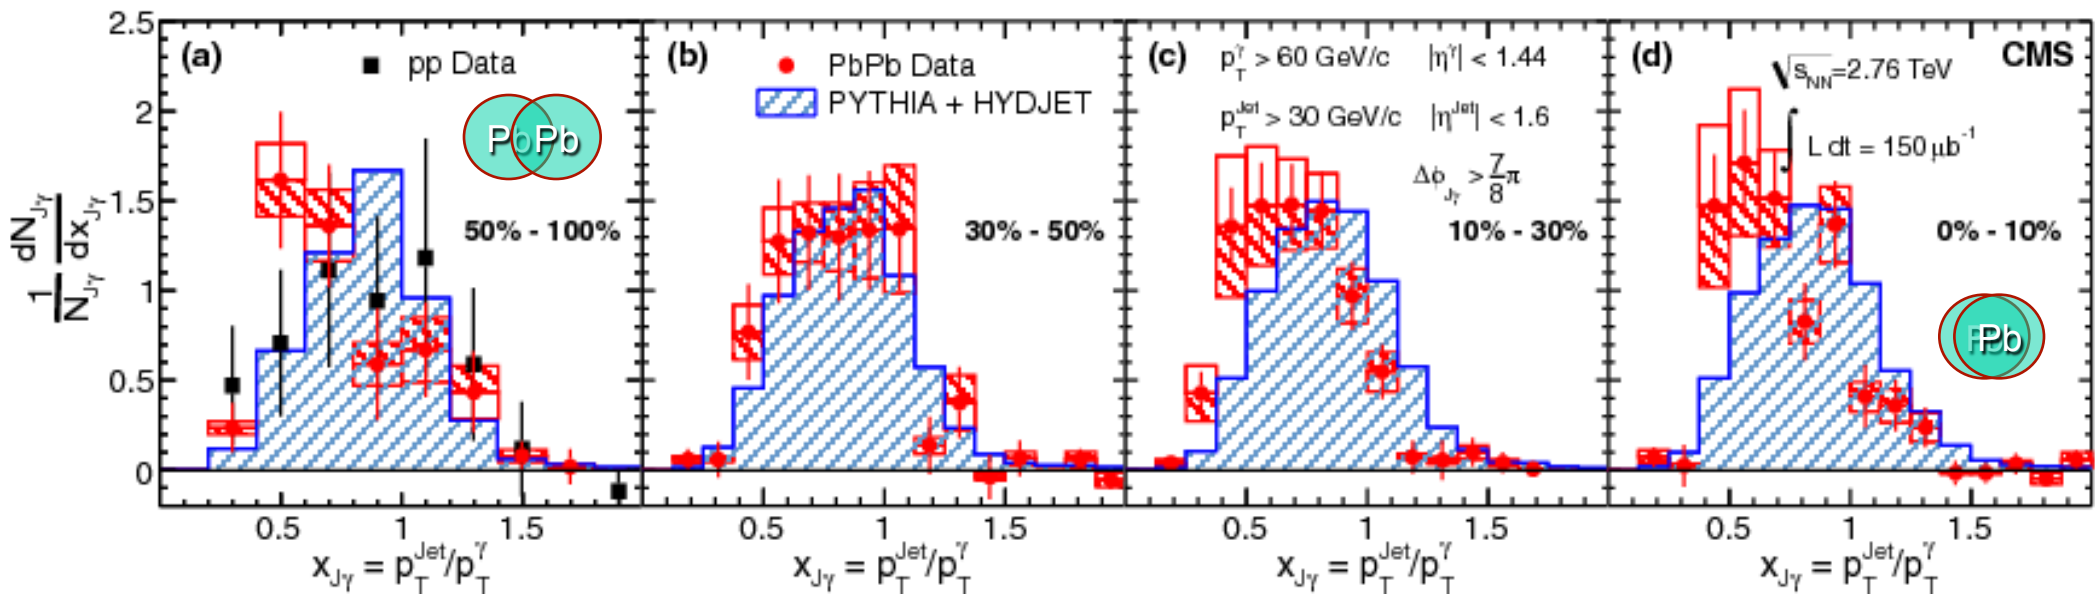 (a)
■ pp Data
Pb Pb
50% - 100%
(b)
PbPb Data
PYTHIA + HYDJET
30% - 50%
(c)
p_T^γ > 60 GeV/c |η^γ| < 1.44
p_T^Jet > 30 GeV/c |η^Jet| < 1.6
Δϕ_Jγ > 7/8 π
10% - 30%
(d)
CMS
√s_NN=2.76 TeV
∫ L dt = 150 μb^-1
0% - 10%
Pb
1/N_Jγ dN_Jγ/dx_Jγ
2.5
2
1.5
1
0.5
0
0.5 1 1.5
0.5 1 1.5
0.5 1 1.5
0.5 1 1.5
x_Jγ = p_T^Jet/p_T^γ
x_Jγ = p_T^Jet/p_T^γ
x_Jγ = p_T^Jet/p_T^γ
x_Jγ = p_T^Jet/p_T^γ